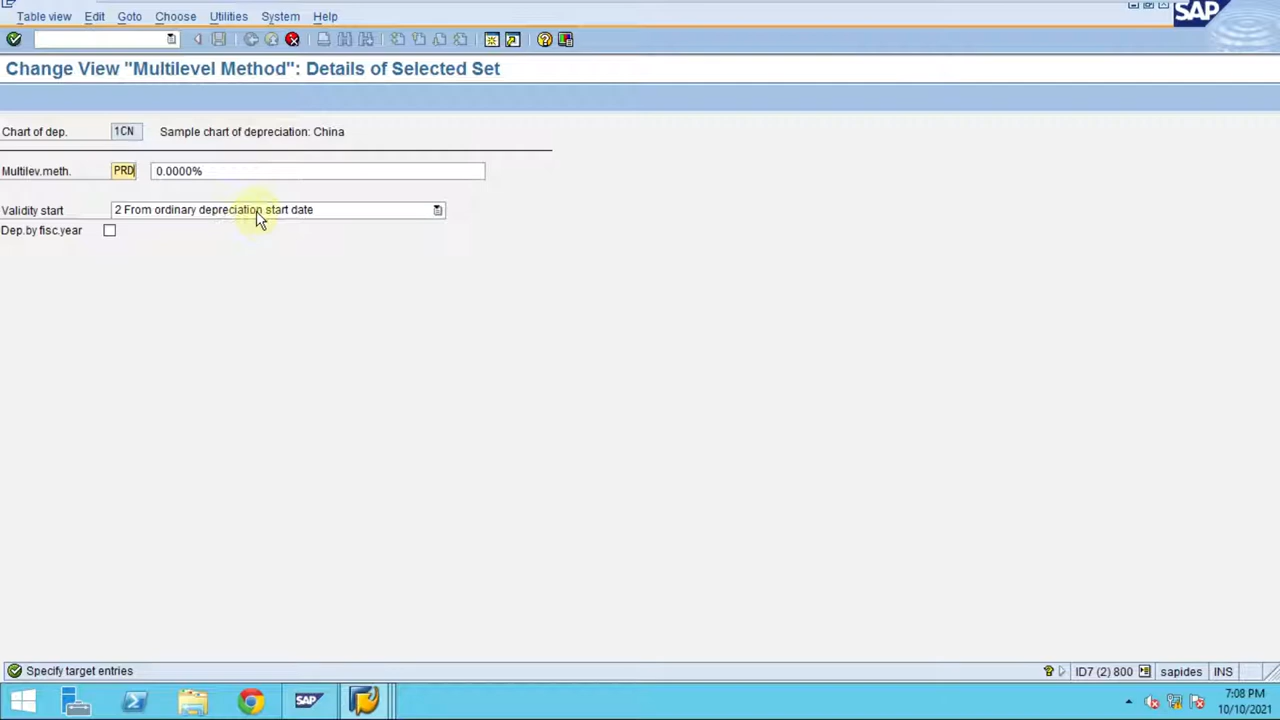 Table view Edit Goto Choose Utilities System Help
SAP
Change View "Multilevel Method": Details of Selected Set
Chart of dep. 1CN Sample chart of depreciation: China
Multilev.meth. PRD 0.0000%
Validity start 2 From ordinary depreciation start date
Dep.by fisc.year
Specify target entries ID7 (2) 800 sapides INS
SAP
7:08 PM
10/10/2021